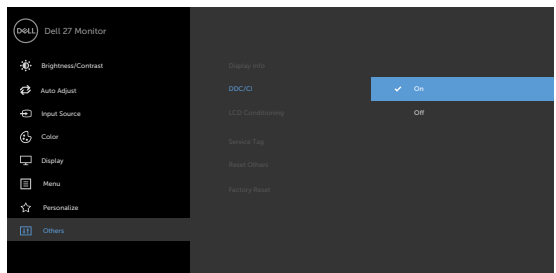 DELL Dell 27 Monitor
Brightness/Contrast
Auto Adjust
Input Source
Color
Display
Menu
Personalize
Others
Display Info
DDC/CI
LCD Conditioning
Service Tag
Reset Others
Factory Reset
On
Off